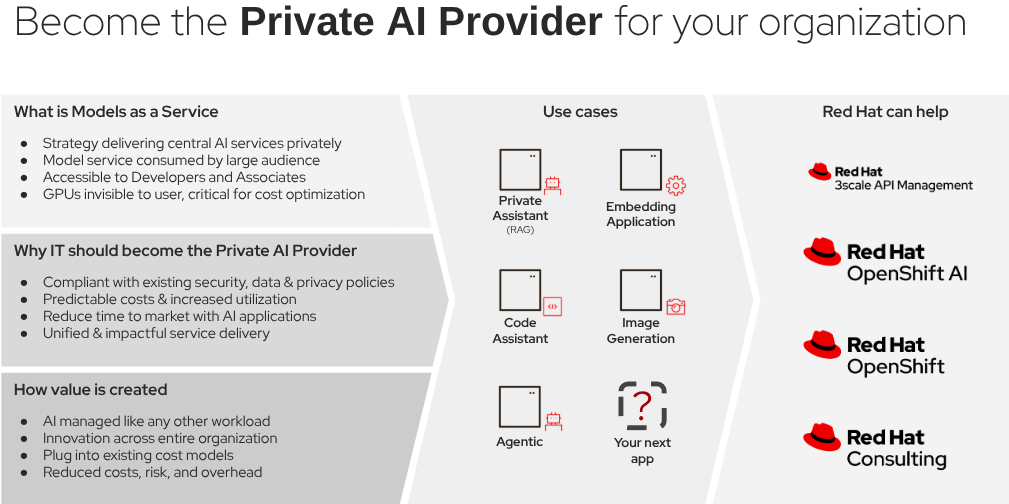 Become the Private AI Provider for your organization
What is Models as a Service
● Strategy delivering central AI services privately
● Model service consumed by large audience
● Accessible to Developers and Associates
● GPUs invisible to user, critical for cost optimization
Why IT should become the Private AI Provider
● Compliant with existing security, data & privacy policies
● Predictable costs & increased utilization
● Reduce time to market with AI applications
● Unified & impactful service delivery
How value is created
● AI managed like any other workload
● Innovation across entire organization
● Plug into existing cost models
● Reduced costs, risk, and overhead
Use cases
Private
Assistant
(RAG)
Embedding
Application
</>
Code
Assistant
Image
Generation
Agentic
?
Your next
app
Red Hat can help
Red Hat
3scale API Management
Red Hat
OpenShift AI
Red Hat
OpenShift
Red Hat
Consulting